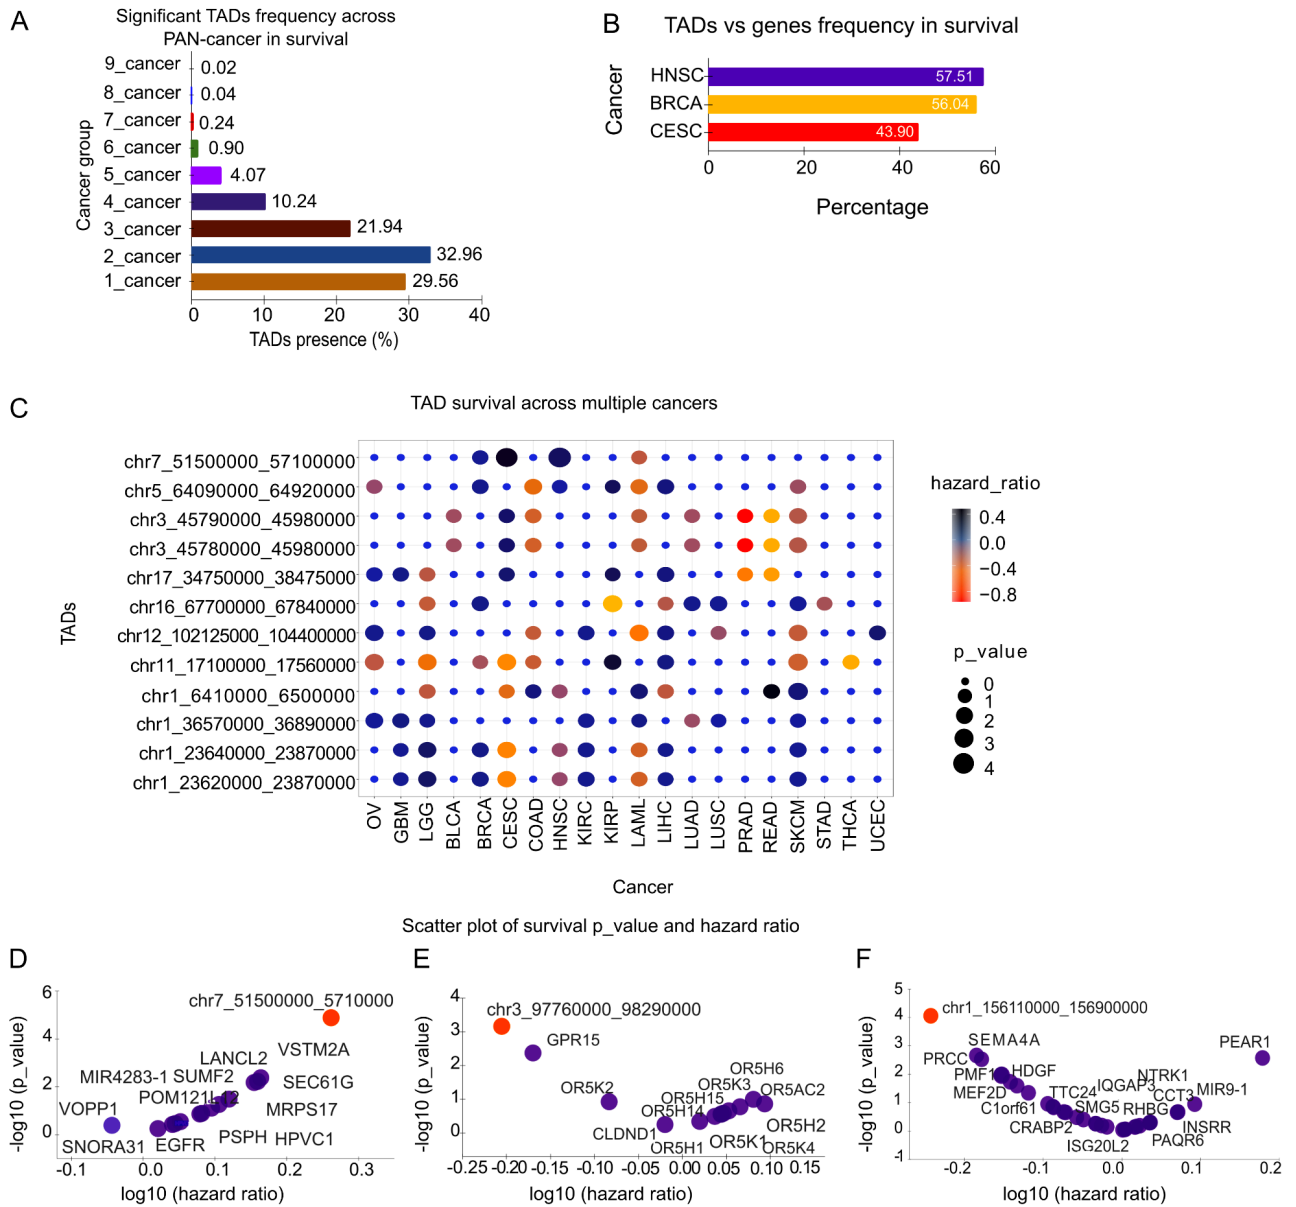 A
Significant TADs frequency across
PAN-cancer in survival
Cancer group
9_cancer 0.02
8_cancer 0.04
7_cancer 0.24
6_cancer 0.90
5_cancer 4.07
4_cancer 10.24
3_cancer 21.94
2_cancer 32.96
1_cancer 29.56
0 10 20 30 40
TADs presence (%)
B
TADs vs genes frequency in survival
Cancer
HNSC 57.51
BRCA 56.04
CESC 43.90
0 20 40 60
Percentage
C
TAD survival across multiple cancers
TADs
chr7_51500000_57100000
chr5_64090000_64920000
chr3_45790000_45980000
chr3_45780000_45980000
chr17_34750000_38475000
chr16_67700000_67840000
chr12_102125000_104400000
chr11_17100000_17560000
chr1_6410000_6500000
chr1_36570000_36890000
chr1_23640000_23870000
chr1_23620000_23870000
OV GBM LGG BLCA BRCA CESC COAD HNSC KIRC KIRP LAML LIHC LUAD LUSC PRAD READ SKCM STAD THCA UCEC
Cancer
hazard_ratio
0.4
0.0
−0.4
−0.8
p_value
0
1
2
3
4
Scatter plot of survival p_value and hazard ratio
D
-log10 (p_value)
6
4
2
0
chr7_51500000_5710000
VSTM2A
LANCL2
MIR4283-1 SUMF2
SEC61G
POM121L12
VOPP1
MRPS17
SNORA31 EGFR PSPH HPVC1
-0.1 0.0 0.1 0.2 0.3
log10 (hazard ratio)
E
-log10 (p_value)
4
3
2
1
0
chr3_97760000_98290000
GPR15
OR5H6
OR5K2
OR5K3 OR5AC2
OR5H15
OR5H14
CLDND1
OR5H2
OR5H1 OR5K1 OR5K4
-0.25 -0.20 -0.15 -0.10 -0.05 0.00 0.05 0.10 0.15
log10 (hazard ratio)
F
-log10 (p_value)
5
4
3
2
1
0
-1
chr1_156110000_156900000
SEMA4A
PEAR1
PRCC
PMF1 HDGF
NTRK1
MEF2D TTC24 IQGAP3 MIR9-1
CCT3
C1orf61 SMG5 RHBG
CRABP2 INSRR
PAQR6
ISG20L2
-0.2 -0.1 0.0 0.1 0.2
log10 (hazard ratio)